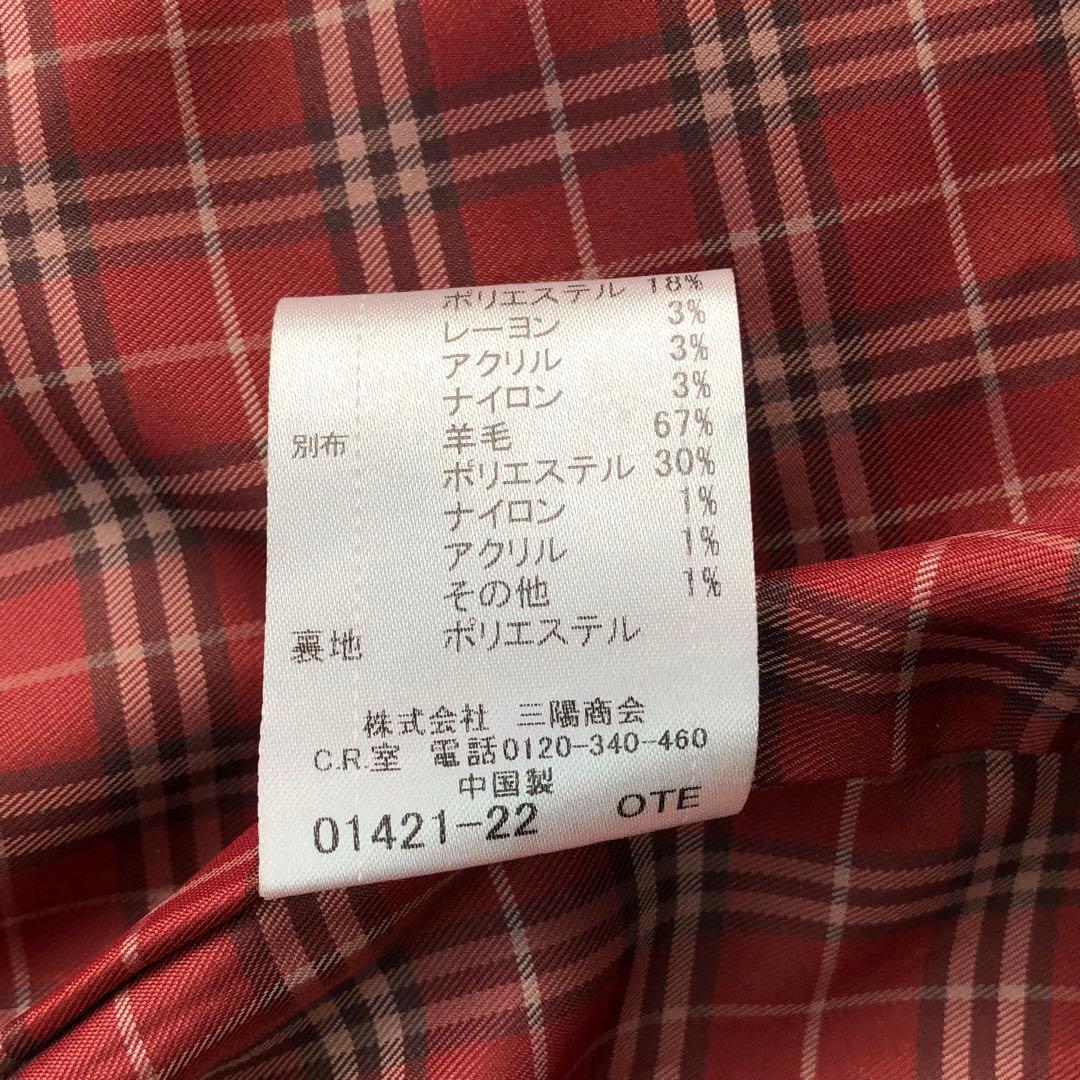 ポリエステル 18%
レーヨン 3%
アクリル 3%
ナイロン 3%
別布 羊毛 67%
ポリエステル 30%
ナイロン 1%
アクリル 1%
その他 1%
裏地 ポリエステル
株式会社 三陽商会
C.R.室 電話0120-340-460
中国製
01421-22 OTE